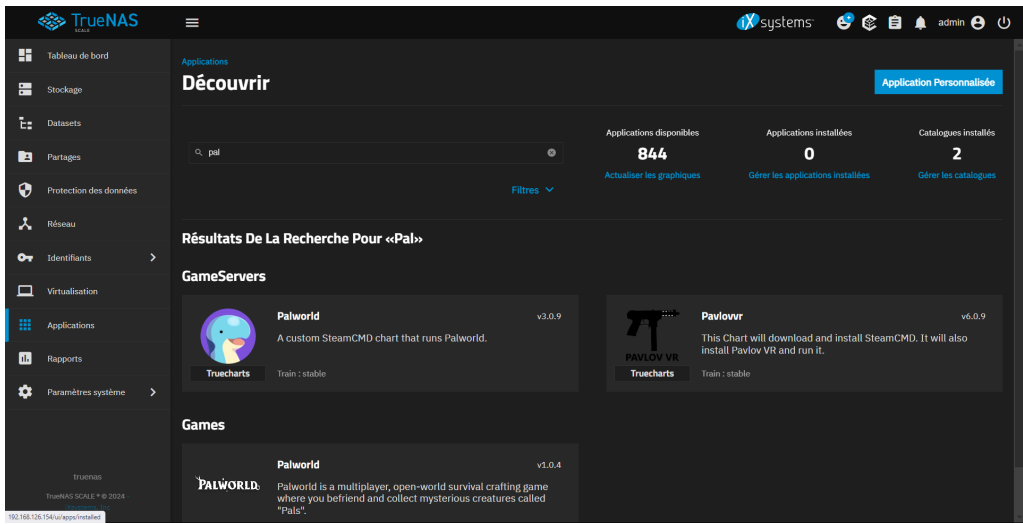 TrueNAS
SCALE
iX systems
admin
Tableau de bord
Stockage
Datasets
Partages
Protection des données
Réseau
Identifiants
Virtualisation
Applications
Rapports
Paramètres système
truenas
TrueNAS SCALE ® © 2024 -
192.168.126.154/ui/apps/installed
Applications
Découvrir
Application Personnalisée
pal
Filtres
Applications disponibles
844
Actualiser les graphiques
Applications installées
0
Gérer les applications installées
Catalogues installés
2
Gérer les catalogues
Résultats De La Recherche Pour «Pal»
GameServers
Palworld
v3.0.9
A custom SteamCMD chart that runs Palworld.
Truecharts
Train : stable
PAVLOV VR
Pavlovvr
v6.0.9
This Chart will download and install SteamCMD. It will also
install Pavlov VR and run it.
Truecharts
Train : stable
Games
PALWORLD
Palworld
v1.0.4
Palworld is a multiplayer, open-world survival crafting game
where you befriend and collect mysterious creatures called
"Pals".